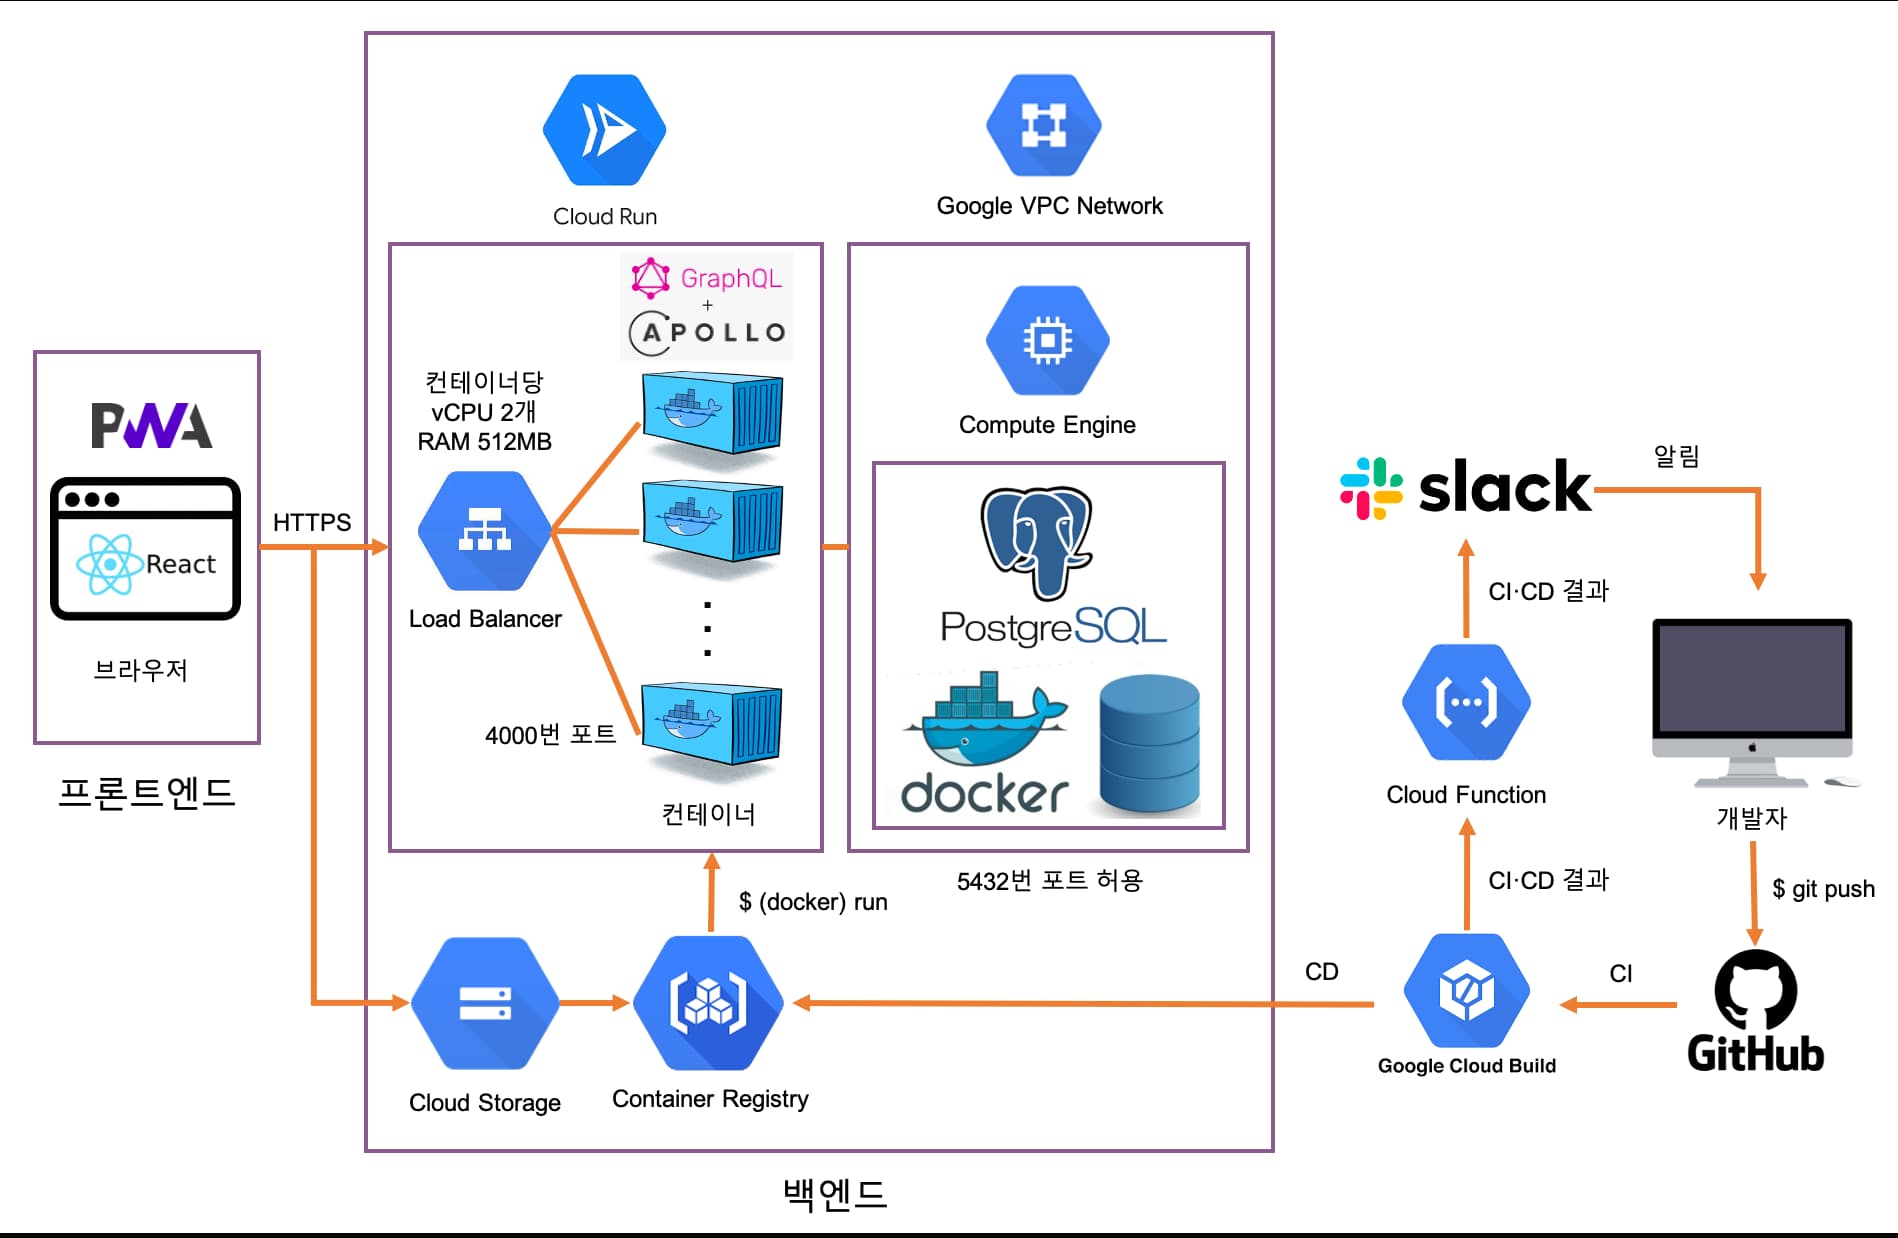 PWA
React
브라우저
프론트엔드
HTTPS
Cloud Run
Google VPC Network
GraphQL
+
APOLLO
컨테이너당
vCPU 2개
RAM 512MB
Load Balancer
4000번 포트
컨테이너
Compute Engine
PostgreSQL
docker
5432번 포트 허용
$ (docker) run
Cloud Storage
Container Registry
백엔드
slack
알림
CI·CD 결과
Cloud Function
개발자
CI·CD 결과
$ git push
CD
CI
Google Cloud Build
GitHub